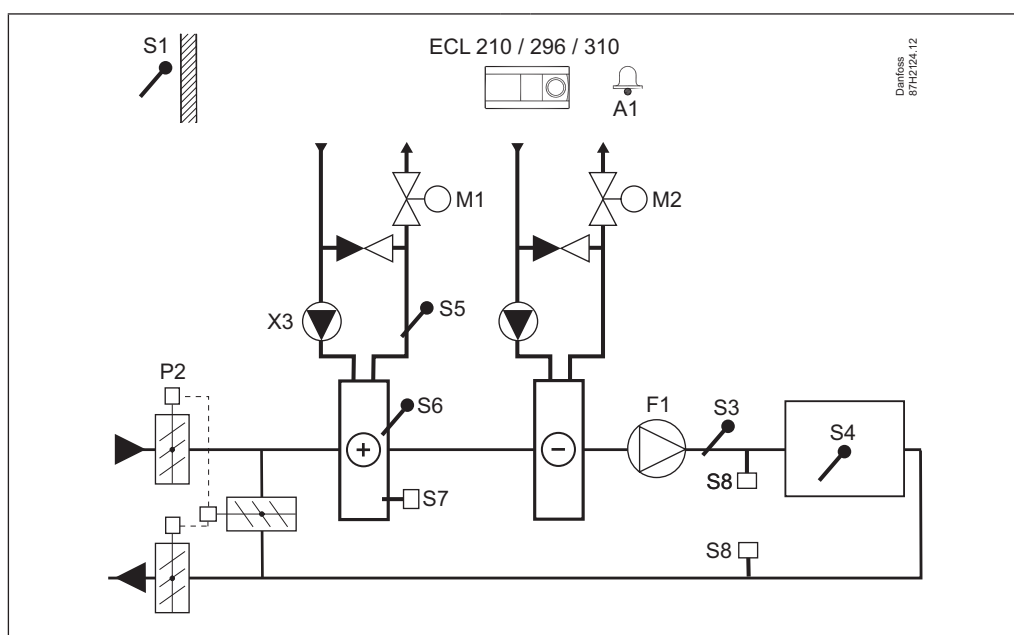 S1
ECL 210 / 296 / 310
A1
Danfoss
87H2124.12
M1
M2
X3
S5
P2
S6
F1
S3
S4
+
−
S7
S8
S8